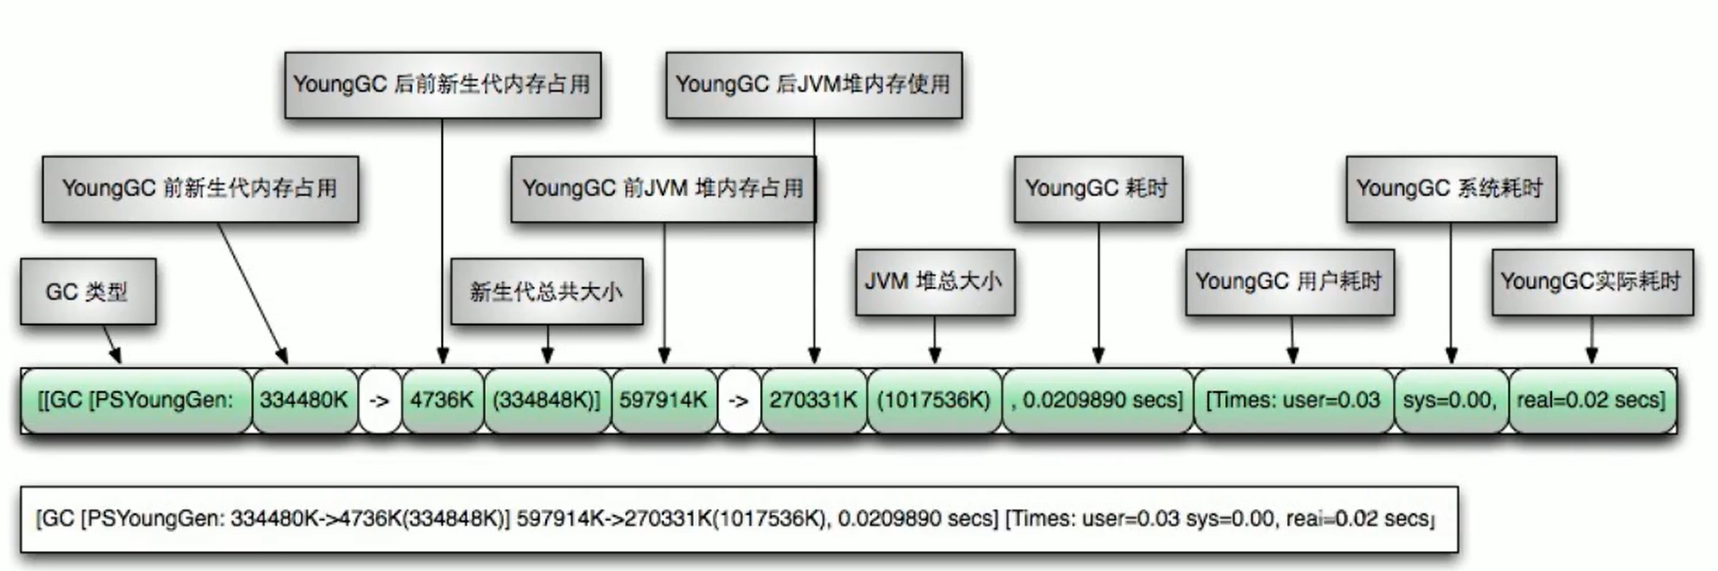 YoungGC 后前新生代内存占用
YoungGC 后JVM堆内存使用
YoungGC 前新生代内存占用
YoungGC 前JVM 堆内存占用
YoungGC 耗时
YoungGC 系统耗时
GC 类型
新生代总共大小
JVM 堆总大小
YoungGC 用户耗时
YoungGC实际耗时
[[GC [PSYoungGen: 334480K -> 4736K (334848K)] 597914K -> 270331K (1017536K) , 0.0209890 secs] [Times: user=0.03 sys=0.00, real=0.02 secs]
[GC [PSYoungGen: 334480K->4736K(334848K)] 597914K->270331K(1017536K), 0.0209890 secs] [Times: user=0.03 sys=0.00, real=0.02 secs]